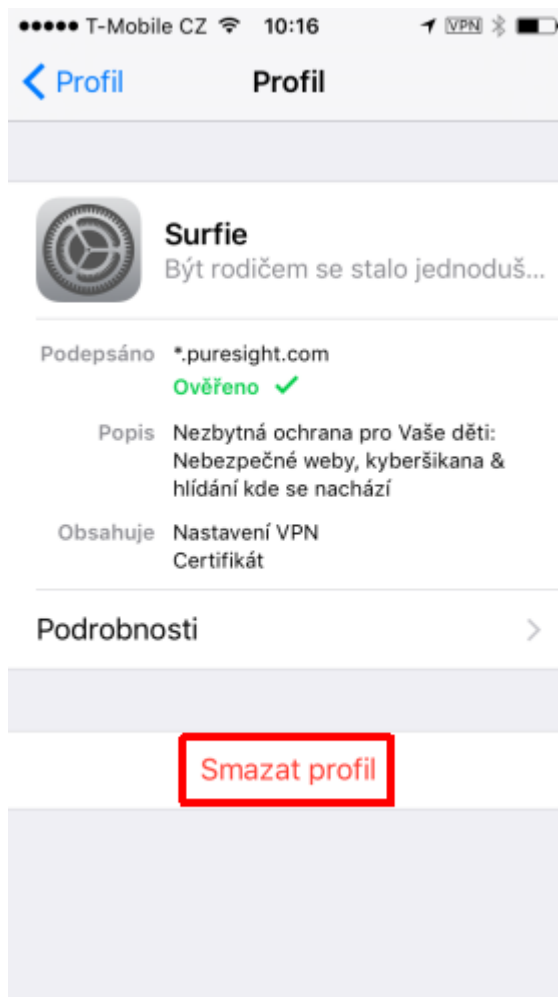 T-Mobile CZ 10:16 VPN
Profil Profil
Surfie
Být rodičem se stalo jednoduš...
Podepsáno *.puresight.com
Ověřeno
Popis Nezbytná ochrana pro Vaše děti:
Nebezpečné weby, kyberšikana &
hlídání kde se nachází
Obsahuje Nastavení VPN
Certifikát
Podrobnosti
Smazat profil